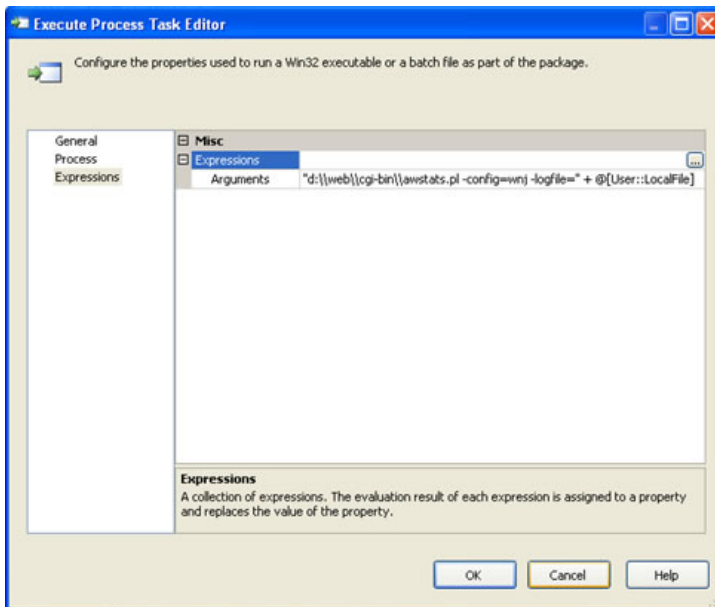 Execute Process Task Editor
Configure the properties used to run a Win32 executable or a batch file as part of the package.
General
Process
Expressions
Misc
Expressions
...
Arguments "d:\\web\\cgi-bin\\awstats.pl -config=wnj -logfile=" + @[User::LocalFile]
Expressions
A collection of expressions. The evaluation result of each expression is assigned to a property
and replaces the value of the property.
OK Cancel Help